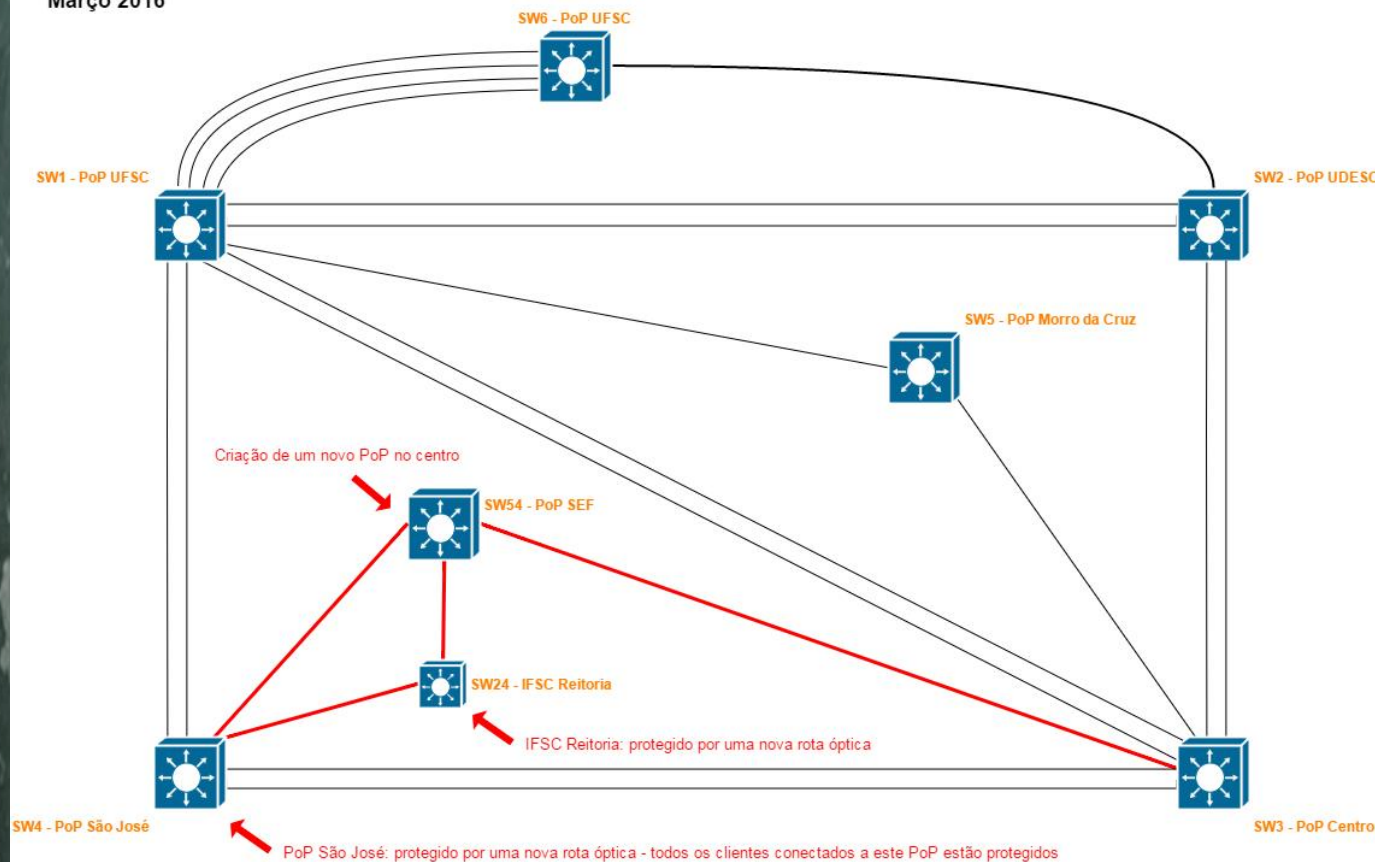 Março 2016
SW6 - PoP UFSC
SW1 - PoP UFSC
SW2 - PoP UDESC
SW5 - PoP Morro da Cruz
Criação de um novo PoP no centro
SW54 - PoP SEF
SW24 - IFSC Reitoria
IFSC Reitoria: protegido por uma nova rota óptica
SW4 - PoP São José
SW3 - PoP Centro
PoP São José: protegido por uma nova rota óptica - todos os clientes conectados a este PoP estão protegidos